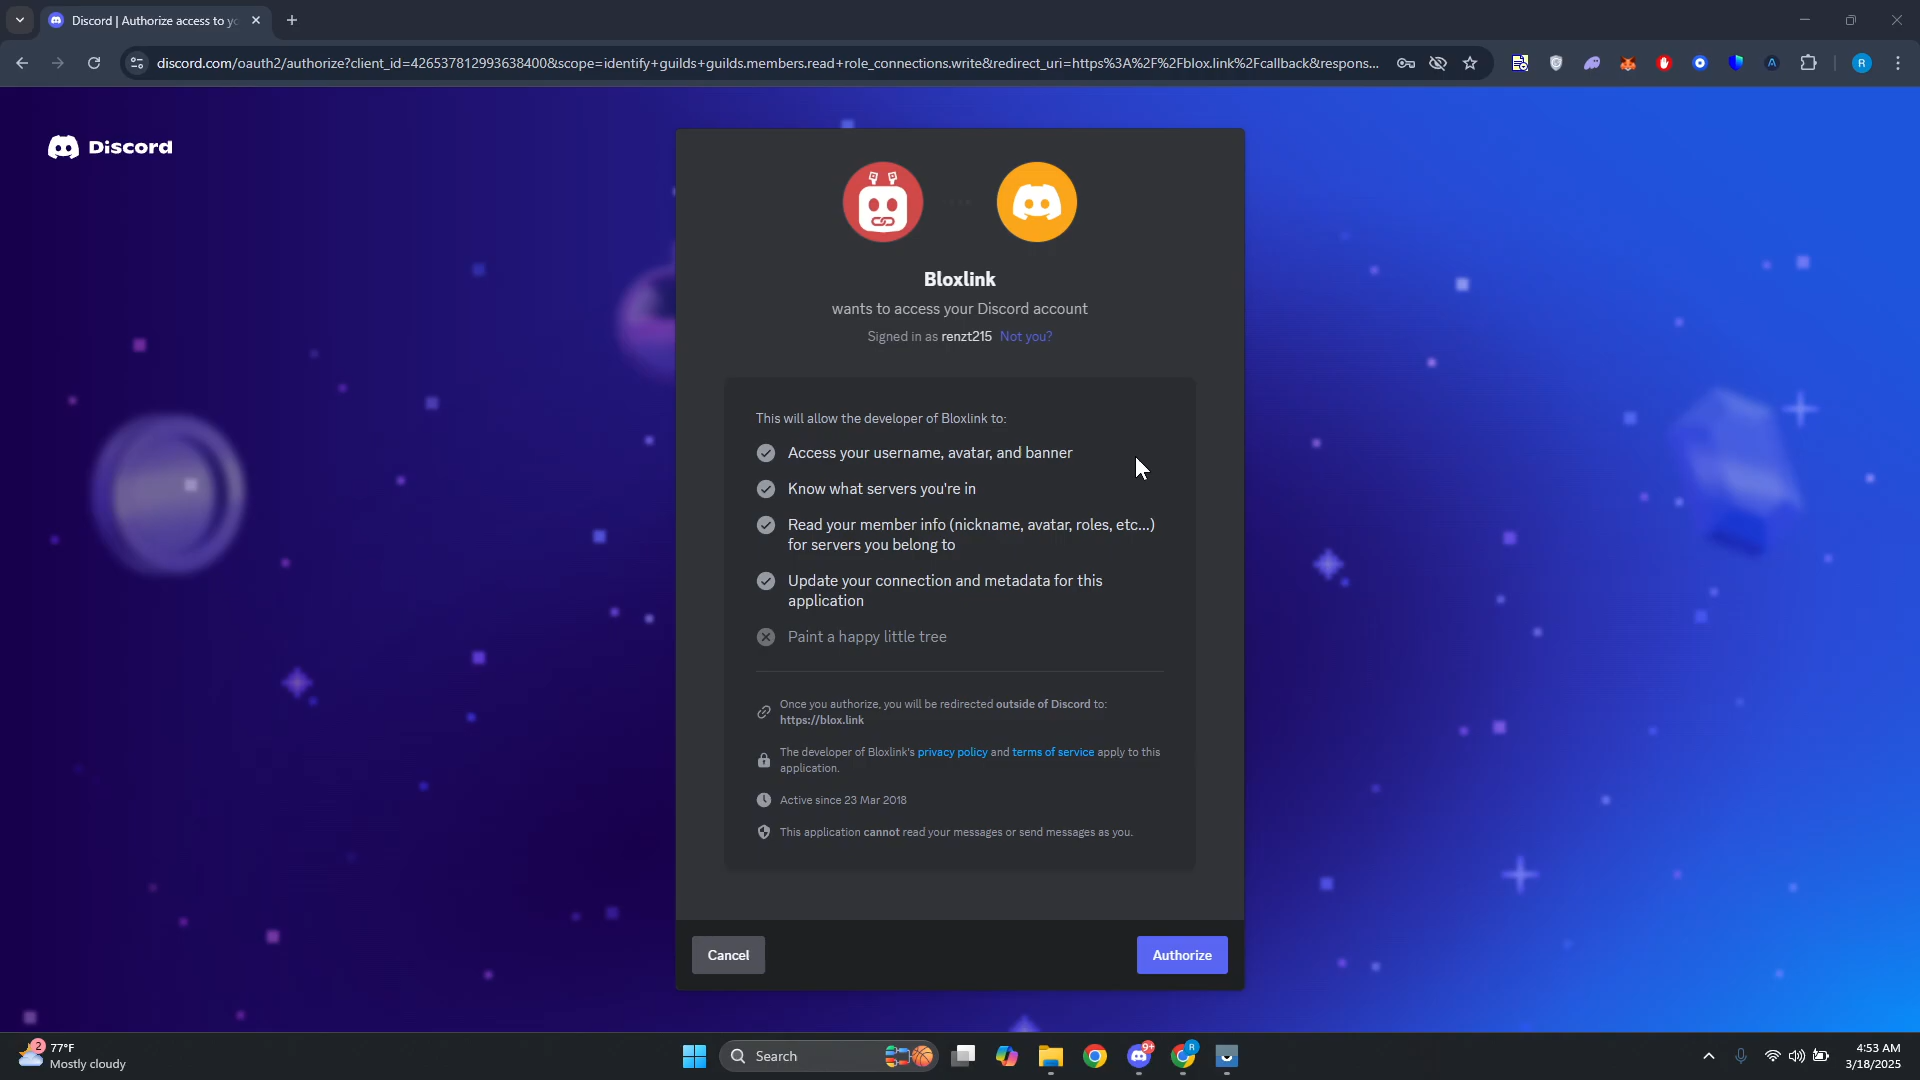 Discord | Authorize access to yo
discord.com/oauth2/authorize?client_id=426537812993638400&scope=identify+guilds+guilds.members.read+role_connections.write&redirect_uri=https%3A%2F%2Fblox.link%2Fcallback&respons...
R
Discord
Bloxlink
wants to access your Discord account
Signed in as renzt215 Not you?
This will allow the developer of Bloxlink to:
Access your username, avatar, and banner
Know what servers you're in
Read your member info (nickname, avatar, roles, etc...)
for servers you belong to
Update your connection and metadata for this
application
Paint a happy little tree
Once you authorize, you will be redirected outside of Discord to:
https://blox.link
The developer of Bloxlink's privacy policy and terms of service apply to this
application.
Active since 23 Mar 2018
This application cannot read your messages or send messages as you.
Cancel
Authorize
2
77°F
Mostly cloudy
Search
9+
R
4:53 AM
3/18/2025